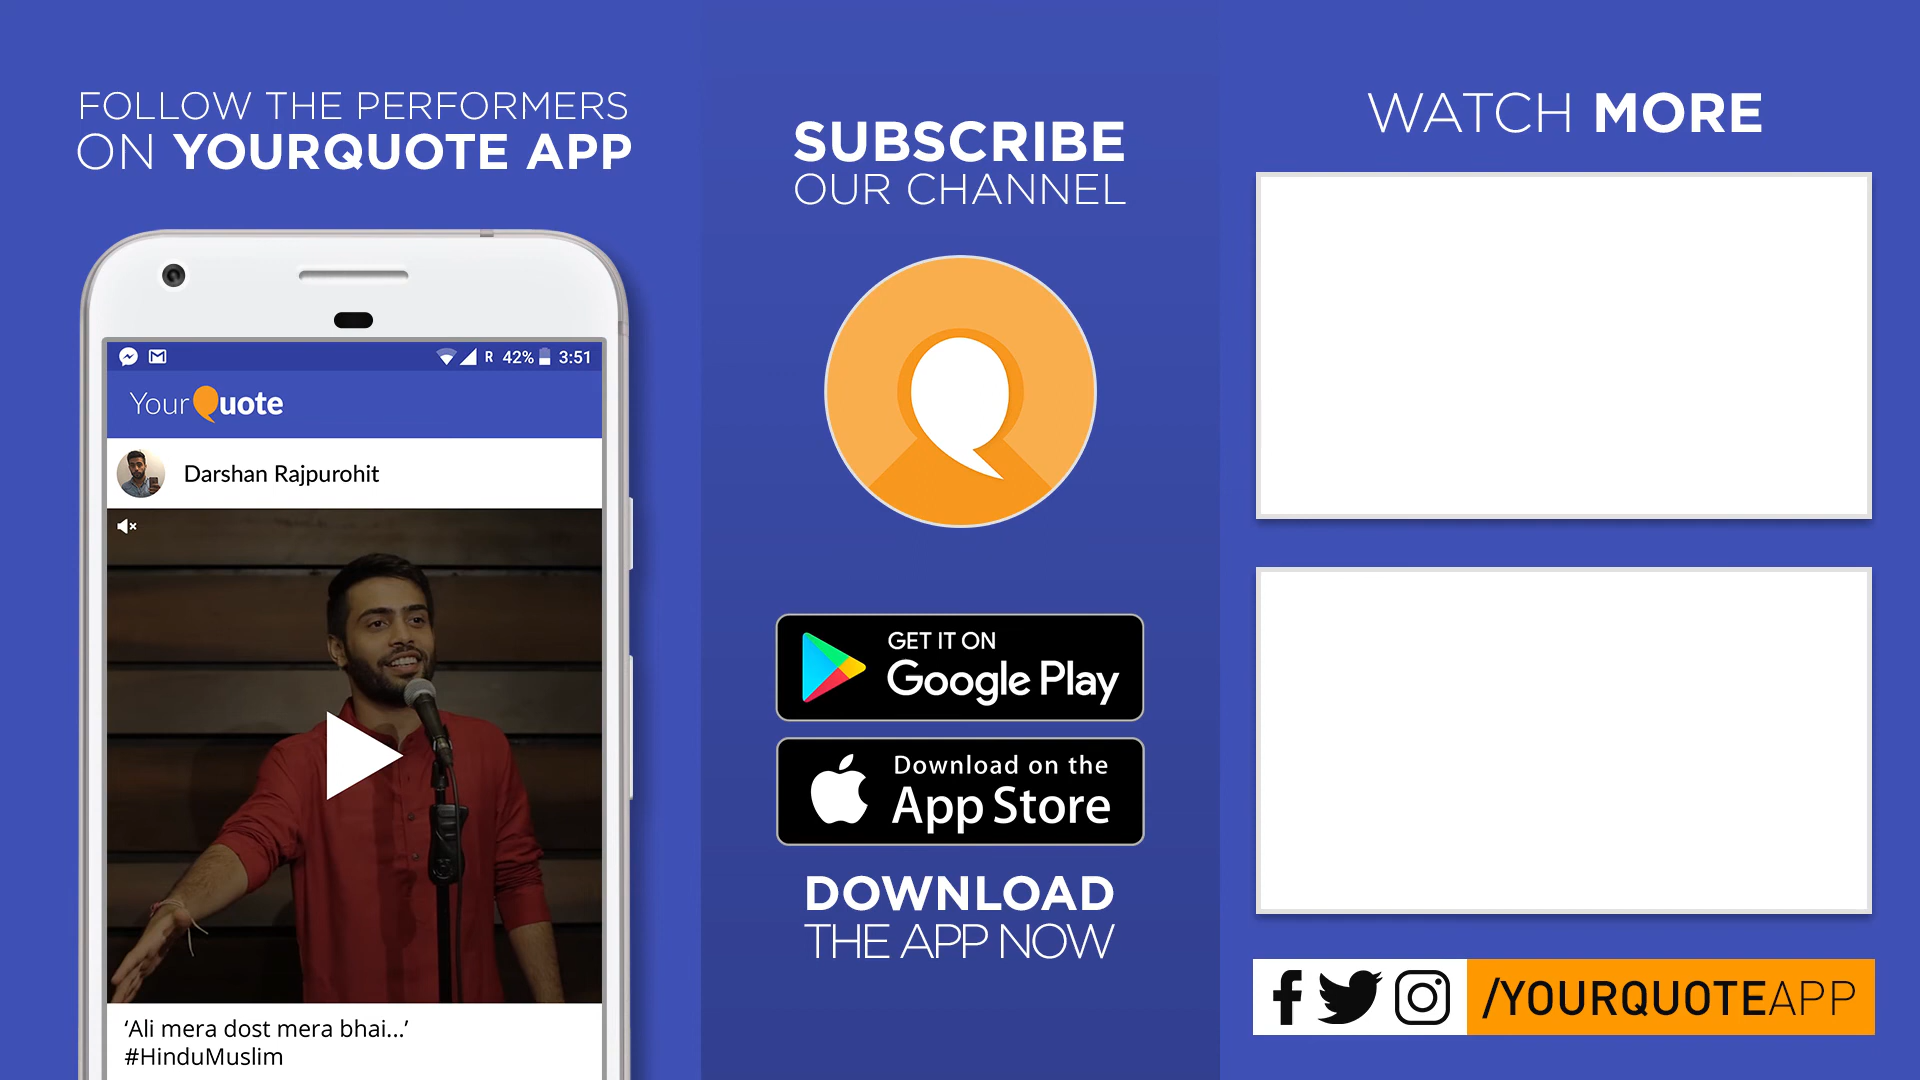 FOLLOW THE PERFORMERS
ON YOURQUOTE APP
R 42% 3:51
YourQuote
Darshan Rajpurohit
‘Ali mera dost mera bhai...’
#HinduMuslim
SUBSCRIBE
OUR CHANNEL
GET IT ON
Google Play
Download on the
App Store
DOWNLOAD
THE APP NOW
WATCH MORE
/YOURQUOTEAPP